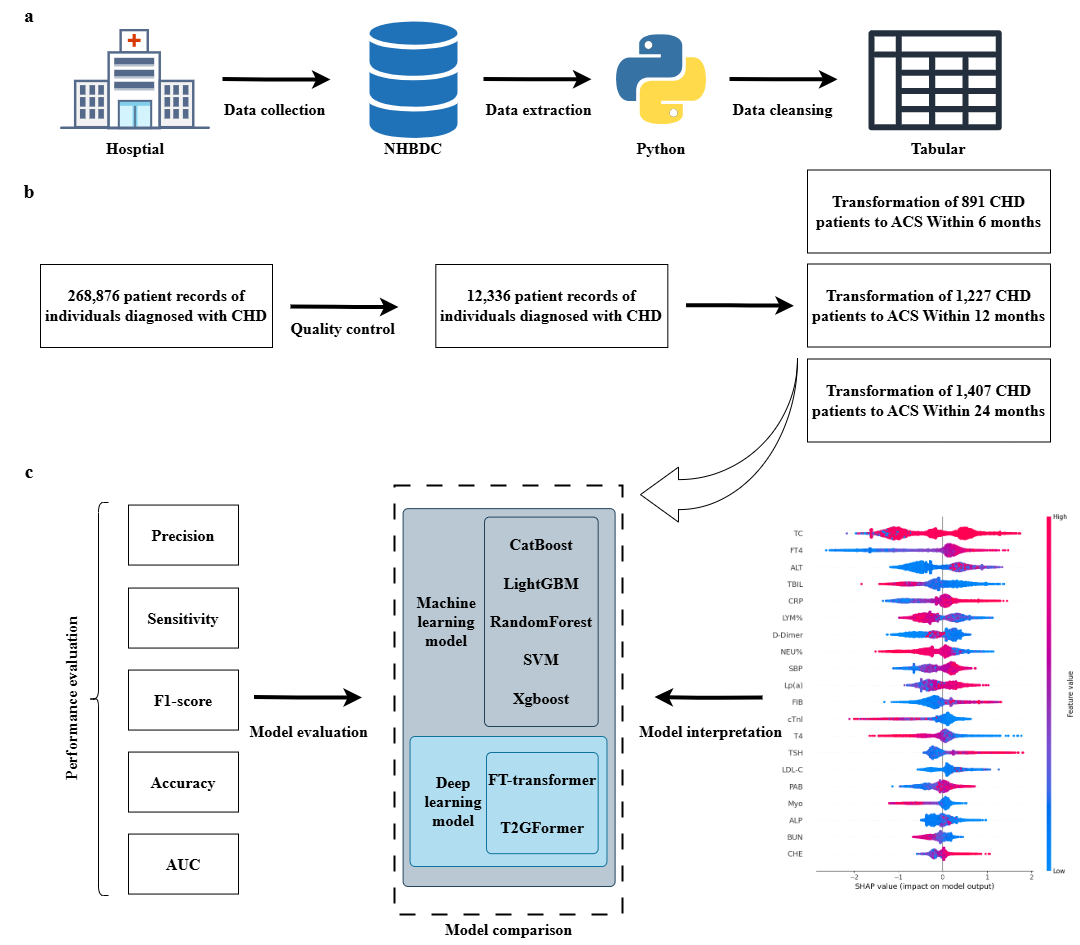 a
Hosptial
Data collection
NHBDC
Data extraction
Python
Data cleansing
Tabular
b
268,876 patient records of
individuals diagnosed with CHD
Quality control
12,336 patient records of
individuals diagnosed with CHD
Transformation of 891 CHD
patients to ACS Within 6 months
Transformation of 1,227 CHD
patients to ACS Within 12 months
Transformation of 1,407 CHD
patients to ACS Within 24 months
c
Performance evaluation
Precision
Sensitivity
F1-score
Accuracy
AUC
Model evaluation
Machine
learning
model
CatBoost
LightGBM
RandomForest
SVM
Xgboost
Deep
learning
model
FT-transformer
T2GFormer
Model comparison
Model interpretation
TC
FT4
ALT
TBIL
CRP
LYM%
D-Dimer
NEU%
SBP
Lp(a)
FIB
cTnI
T4
TSH
LDL-C
PAB
Myo
ALP
BUN
CHE
−2
−1
0
1
2
SHAP value (impact on model output)
High
Feature value
Low